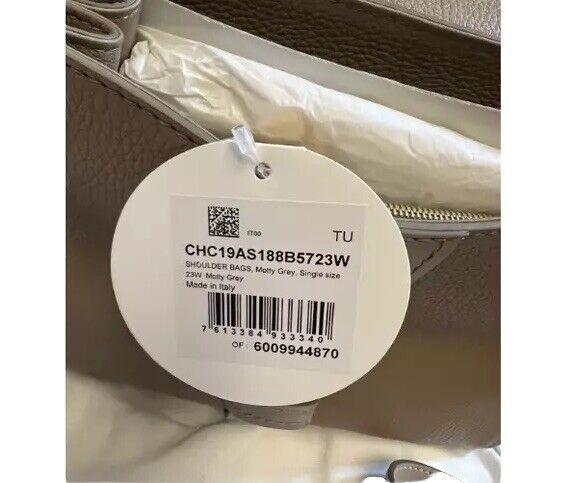 IT00
TU
CHC19AS188B5723W
SHOULDER BAGS, Motty Grey, Single size
23W Motty Grey
Made in Italy
7 613384 933340
OF: 6009944870